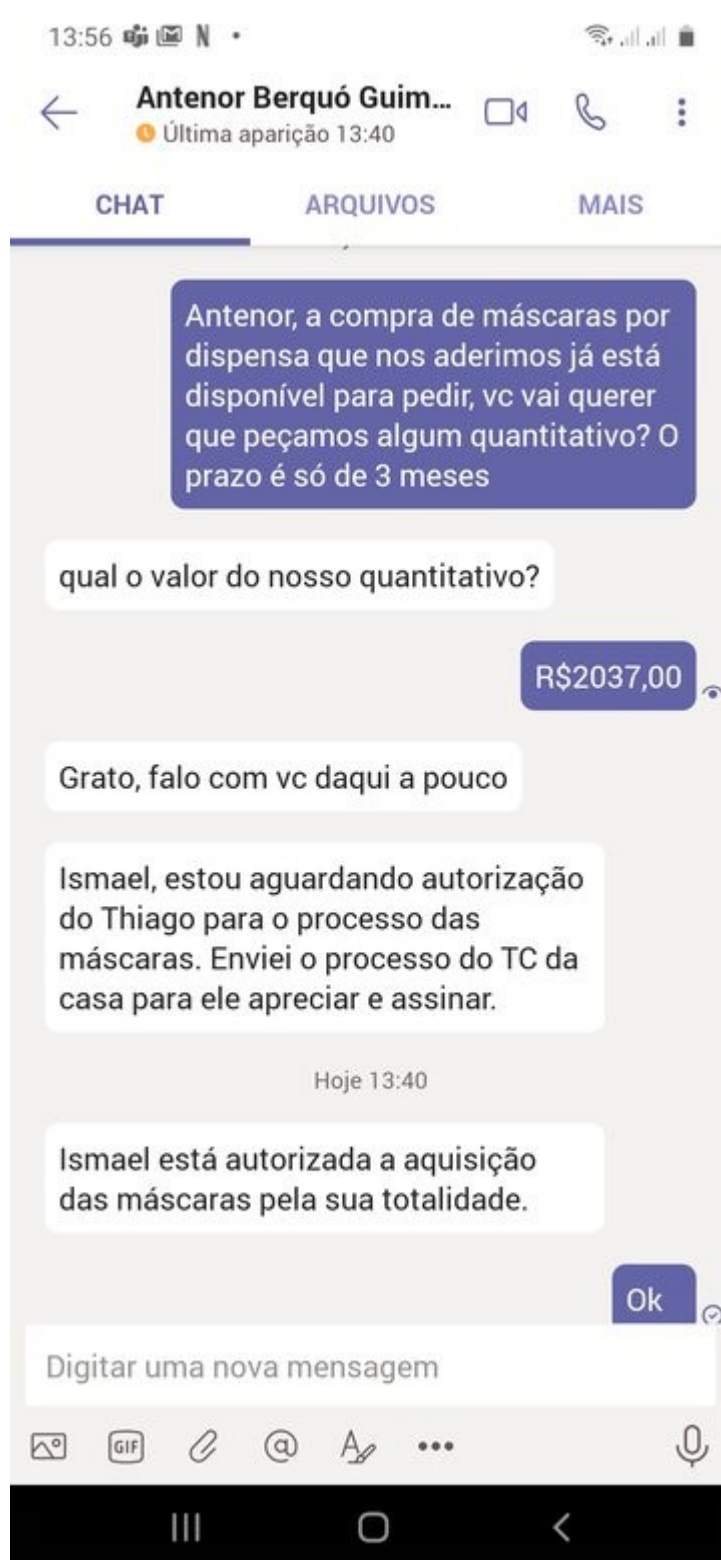 13:56
Antenor Berquó Guim...
Última aparição 13:40
CHAT ARQUIVOS MAIS
Antenor, a compra de máscaras por
dispensa que nos aderimos já está
disponível para pedir, vc vai querer
que peçamos algum quantitativo? O
prazo é só de 3 meses
qual o valor do nosso quantitativo?
R$2037,00
Grato, falo com vc daqui a pouco
Ismael, estou aguardando autorização
do Thiago para o processo das
máscaras. Enviei o processo do TC da
casa para ele apreciar e assinar.
Hoje 13:40
Ismael está autorizada a aquisição
das máscaras pela sua totalidade.
Ok
Digitar uma nova mensagem
GIF